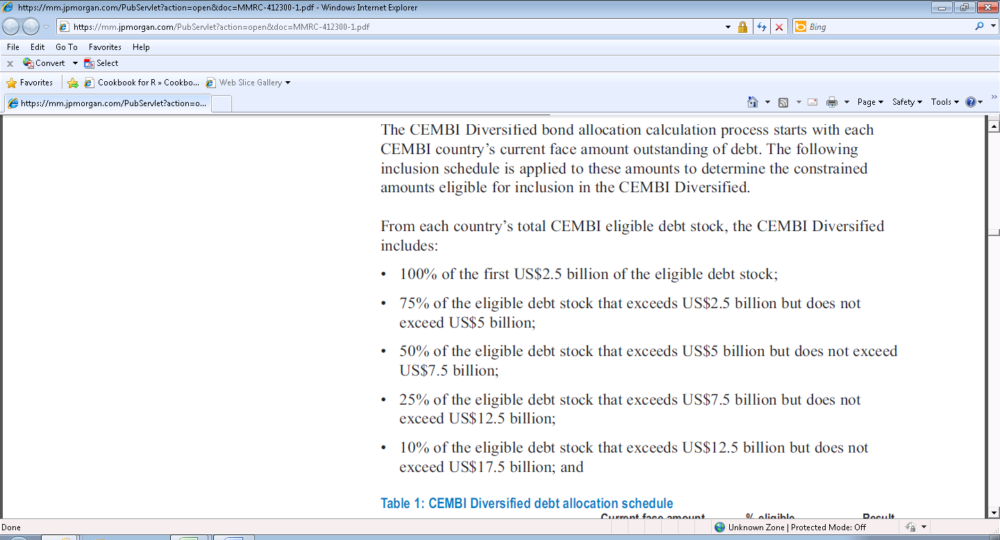 https://mm.jpmorgan.com/PubServlet?action=open&doc=MMRC-412300-1.pdf - Windows Internet Explorer
https://mm.jpmorgan.com/PubServlet?action=open&doc=MMRC-412300-1.pdf
Bing
File Edit Go To Favorites Help
x Convert Select
Favorites Cookbook for R » Cookbo... Web Slice Gallery
https://mm.jpmorgan.com/PubServlet?action=o...
Page Safety Tools »
The CEMBI Diversified bond allocation calculation process starts with each
CEMBI country’s current face amount outstanding of debt. The following
inclusion schedule is applied to these amounts to determine the constrained
amounts eligible for inclusion in the CEMBI Diversified.
From each country’s total CEMBI eligible debt stock, the CEMBI Diversified
includes:
• 100% of the first US$2.5 billion of the eligible debt stock;
• 75% of the eligible debt stock that exceeds US$2.5 billion but does not
exceed US$5 billion;
• 50% of the eligible debt stock that exceeds US$5 billion but does not exceed
US$7.5 billion;
• 25% of the eligible debt stock that exceeds US$7.5 billion but does not
exceed US$12.5 billion;
• 10% of the eligible debt stock that exceeds US$12.5 billion but does not
exceed US$17.5 billion; and
Table 1: CEMBI Diversified debt allocation schedule
Current face amount % eligible Result
Done Unknown Zone | Protected Mode: Off